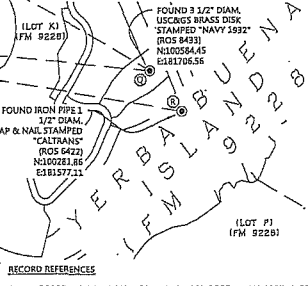 FOUND 3 1/2" DIAM,
USC&GS BRASS DISK
STAMPED "NAVY 1932"
(ROS 8433)
N:100584.45
E:181706.56
(LOT K)
(FM 9228)
Q
R
FOUND IRON PIPE 1
1/2" DIAM.
AP & NAIL STAMPED
"CALTRANS"
(ROS 6422)
N:100281.86
E:181577.11
YERBA BUENA
ISLAND
FM 9228
(LOT P)
(FM 9228)
RECORD REFERENCES